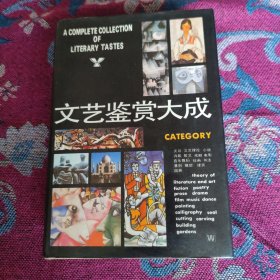 A COMPLETE COLLECTION
OF
LITERARY TASTES
文艺鉴赏大成
CATEGORY
theory of
literature and art
fiction poetry
prose drama
film music dance
painting
calligraphy seal
cutting carving
building
gardens